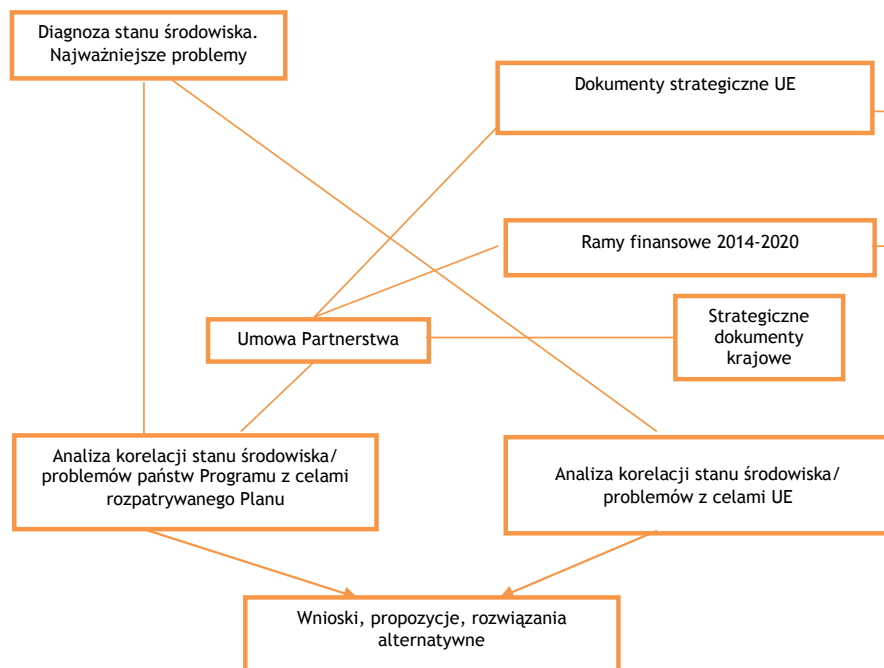 Diagnoza stanu środowiska.
Najważniejsze problemy
Dokumenty strategiczne UE
Ramy finansowe 2014-2020
Umowa Partnerstwa
Strategiczne
dokumenty
krajowe
Analiza korelacji stanu środowiska/
problemów państw Programu z celami
rozpatrywanego Planu
Analiza korelacji stanu środowiska/
problemów z celami UE
Wnioski, propozycje, rozwiązania
alternatywne